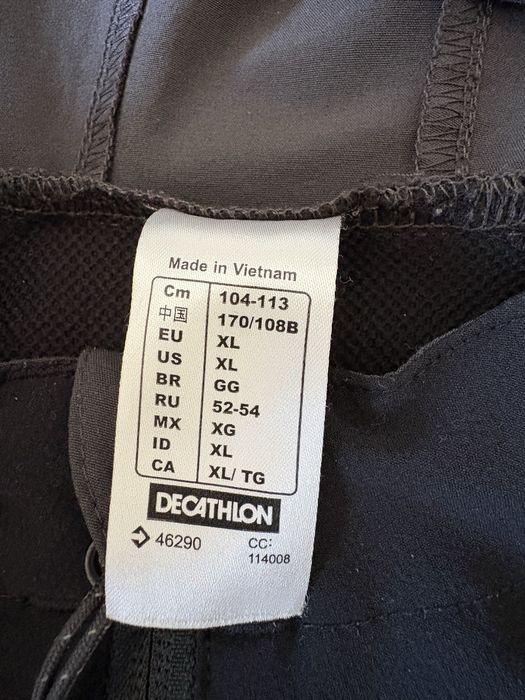 Made in Vietnam
Cm 104-113
中国 170/108B
EU XL
US XL
BR GG
RU 52-54
MX XG
ID XL
CA XL/ TG
DECATHLON
46290 CC:
114008